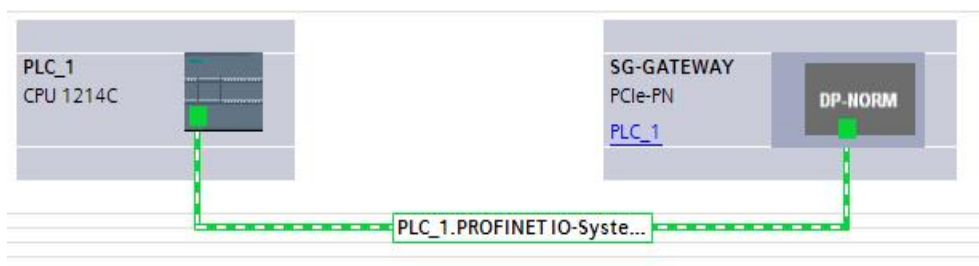 PLC_1
CPU 1214C
SG-GATEWAY
PCIe-PN
DP-NORM
PLC_1
PLC_1.PROFINET IO-Syste...